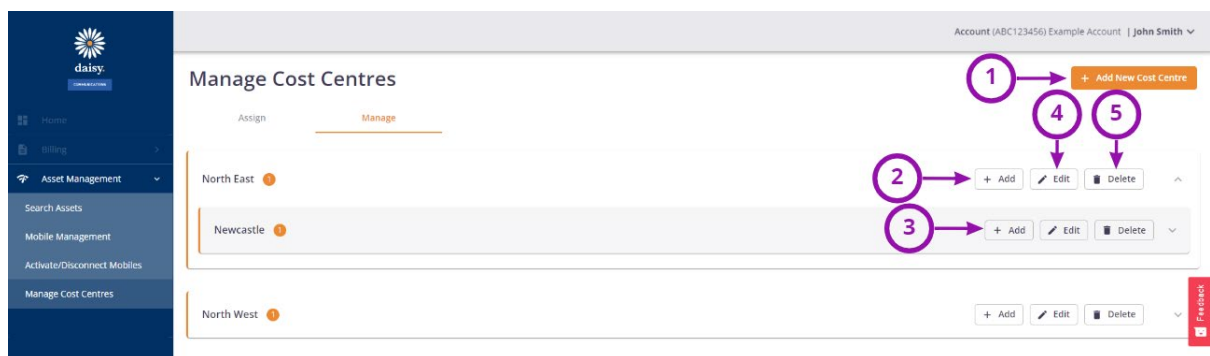 daisy.
COMMUNICATIONS
Home
Billing
Asset Management
Search Assets
Mobile Management
Activate/Disconnect Mobiles
Manage Cost Centres
Account (ABC123456) Example Account | John Smith
Manage Cost Centres
1
+ Add New Cost Centre
Assign Manage
4 5
North East 1
2
+ Add Edit Delete
Newcastle 1
3
+ Add Edit Delete
North West 1
+ Add Edit Delete
Feedback